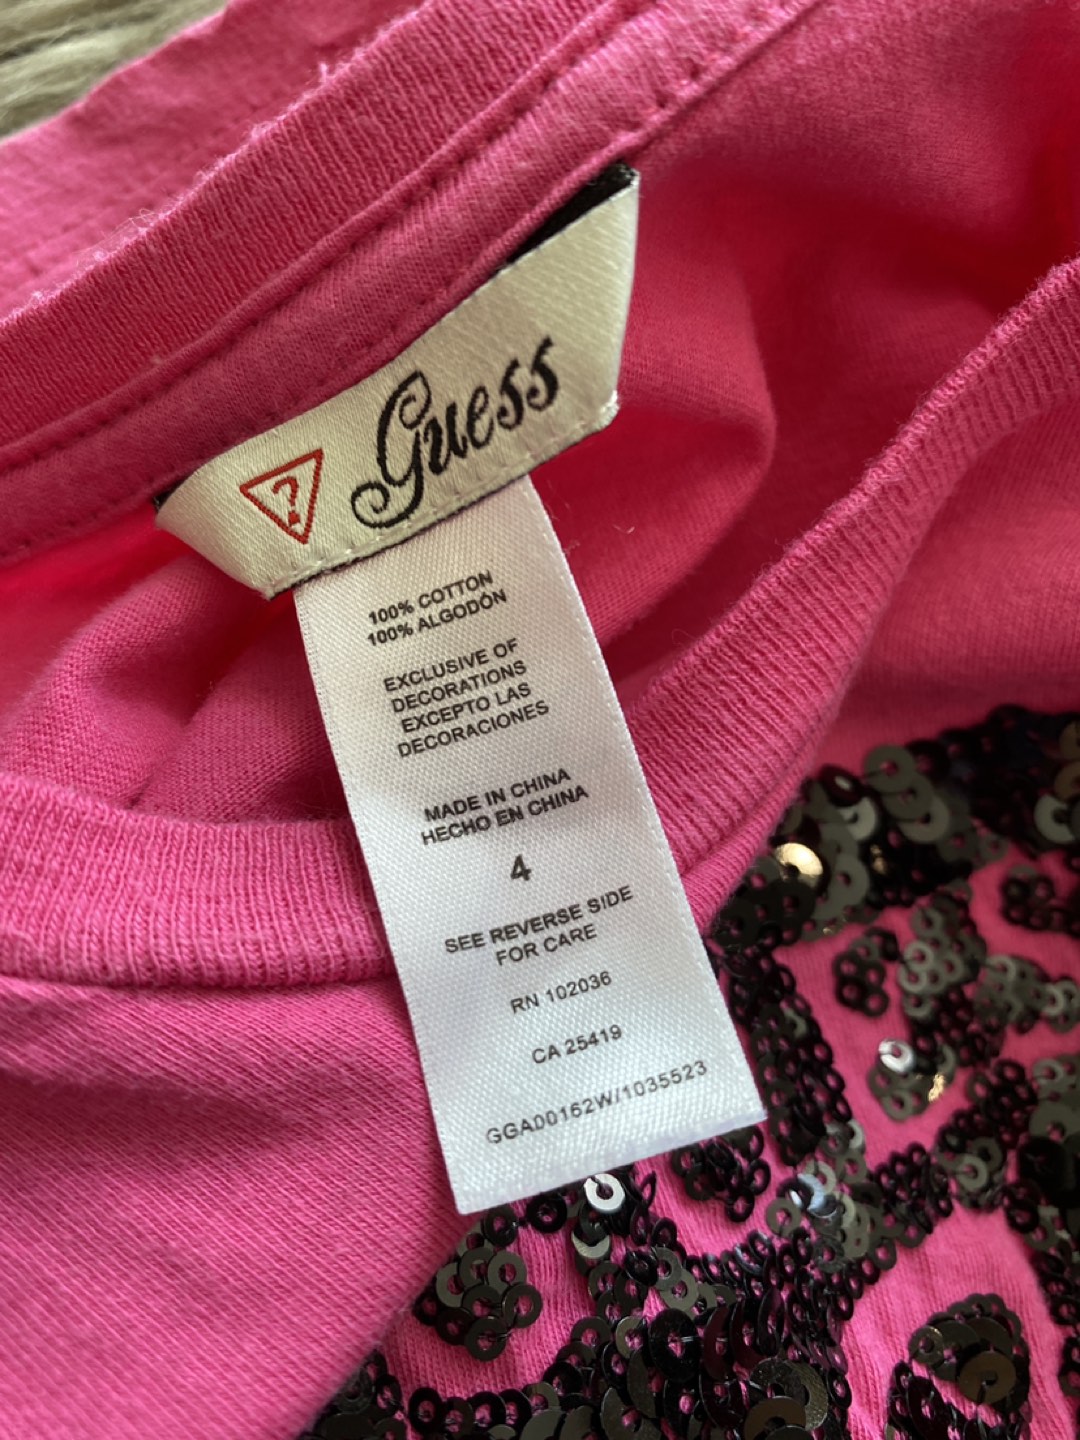 ?
Guess
100% COTTON
100% ALGODÓN
EXCLUSIVE OF
DECORATIONS
EXCEPTO LAS
DECORACIONES
MADE IN CHINA
HECHO EN CHINA
4
SEE REVERSE SIDE
FOR CARE
RN 102036
CA 25419
GGA00162W/1035523